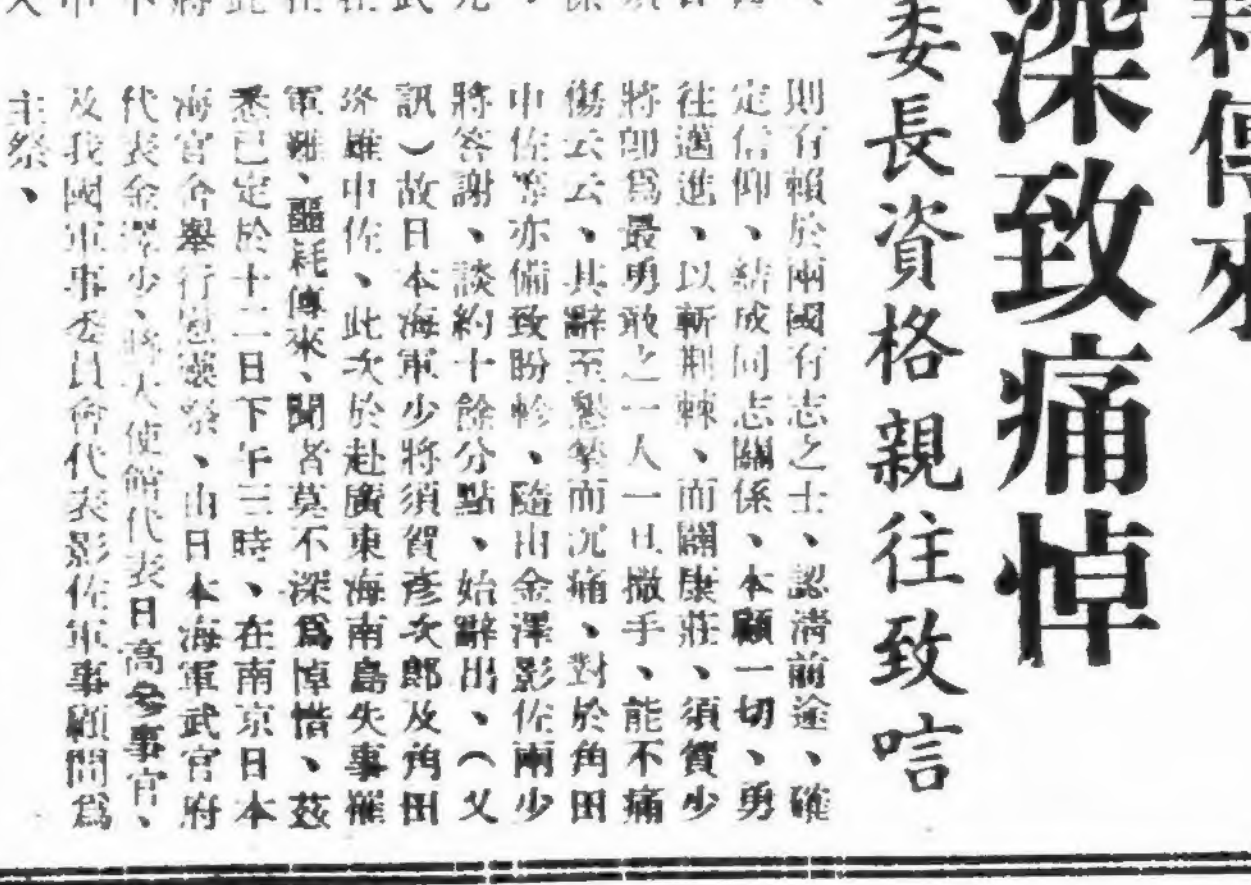 傳來
深致痛悼
委長資格親往致唁
則有賴於兩國有志之士、認清前途、確
定信仰、結成同志關係、本願一切、勇
往邁進、以斬荆棘、而闢康莊、須賀少
將卽爲最勇敢之一人一旦撒手、能不痛
傷云云、其辭至懇摯而沉痛、對於角田
中佐等亦備致盼軫、隨由金澤影佐兩少
將答謝、談約十餘分點、始辭出、（又
訊）故日本海軍少將須賀彥次郎及角田
雄中佐、此次於赴廣東海南島失事罹
軍難、噩耗傳來、聞者莫不深爲悼惜、茲
悉已定於十二日下午三時、在南京日本
海官舍舉行慰靈祭、由日本海軍武官府
代表金澤少將大使館代表日高參事官、
及我國軍事委員會代表影佐軍事顧問爲
主祭、